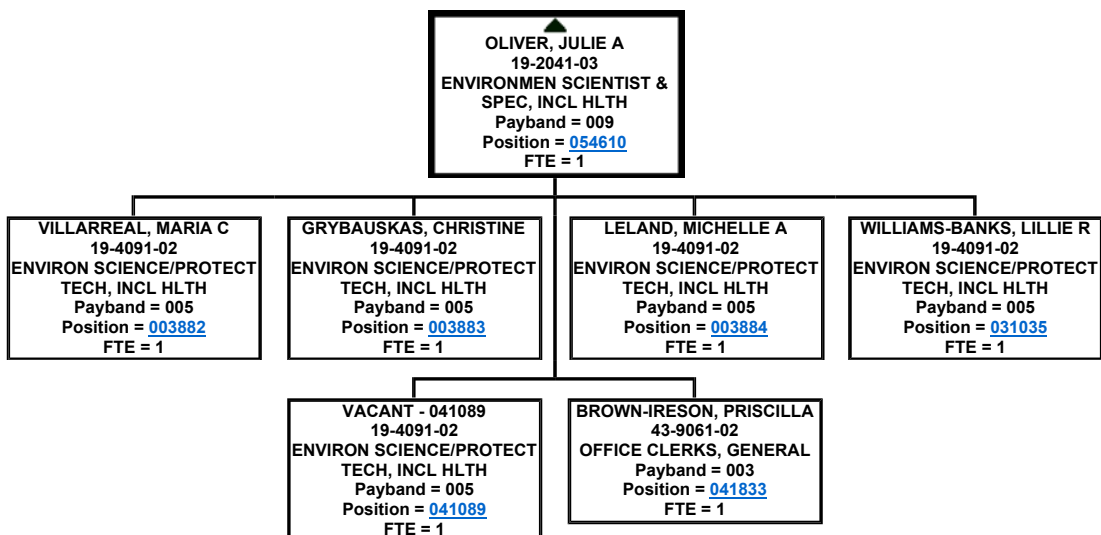 OLIVER, JULIE A
19-2041-03
ENVIRONMEN SCIENTIST &
SPEC, INCL HLTH
Payband = 009
Position = 054610
FTE = 1
VILLARREAL, MARIA C
19-4091-02
ENVIRON SCIENCE/PROTECT
TECH, INCL HLTH
Payband = 005
Position = 003882
FTE = 1
GRYBAUSKAS, CHRISTINE
19-4091-02
ENVIRON SCIENCE/PROTECT
TECH, INCL HLTH
Payband = 005
Position = 003883
FTE = 1
LELAND, MICHELLE A
19-4091-02
ENVIRON SCIENCE/PROTECT
TECH, INCL HLTH
Payband = 005
Position = 003884
FTE = 1
WILLIAMS-BANKS, LILLIE R
19-4091-02
ENVIRON SCIENCE/PROTECT
TECH, INCL HLTH
Payband = 005
Position = 031035
FTE = 1
VACANT - 041089
19-4091-02
ENVIRON SCIENCE/PROTECT
TECH, INCL HLTH
Payband = 005
Position = 041089
FTE = 1
BROWN-IRESON, PRISCILLA
43-9061-02
OFFICE CLERKS, GENERAL
Payband = 003
Position = 041833
FTE = 1